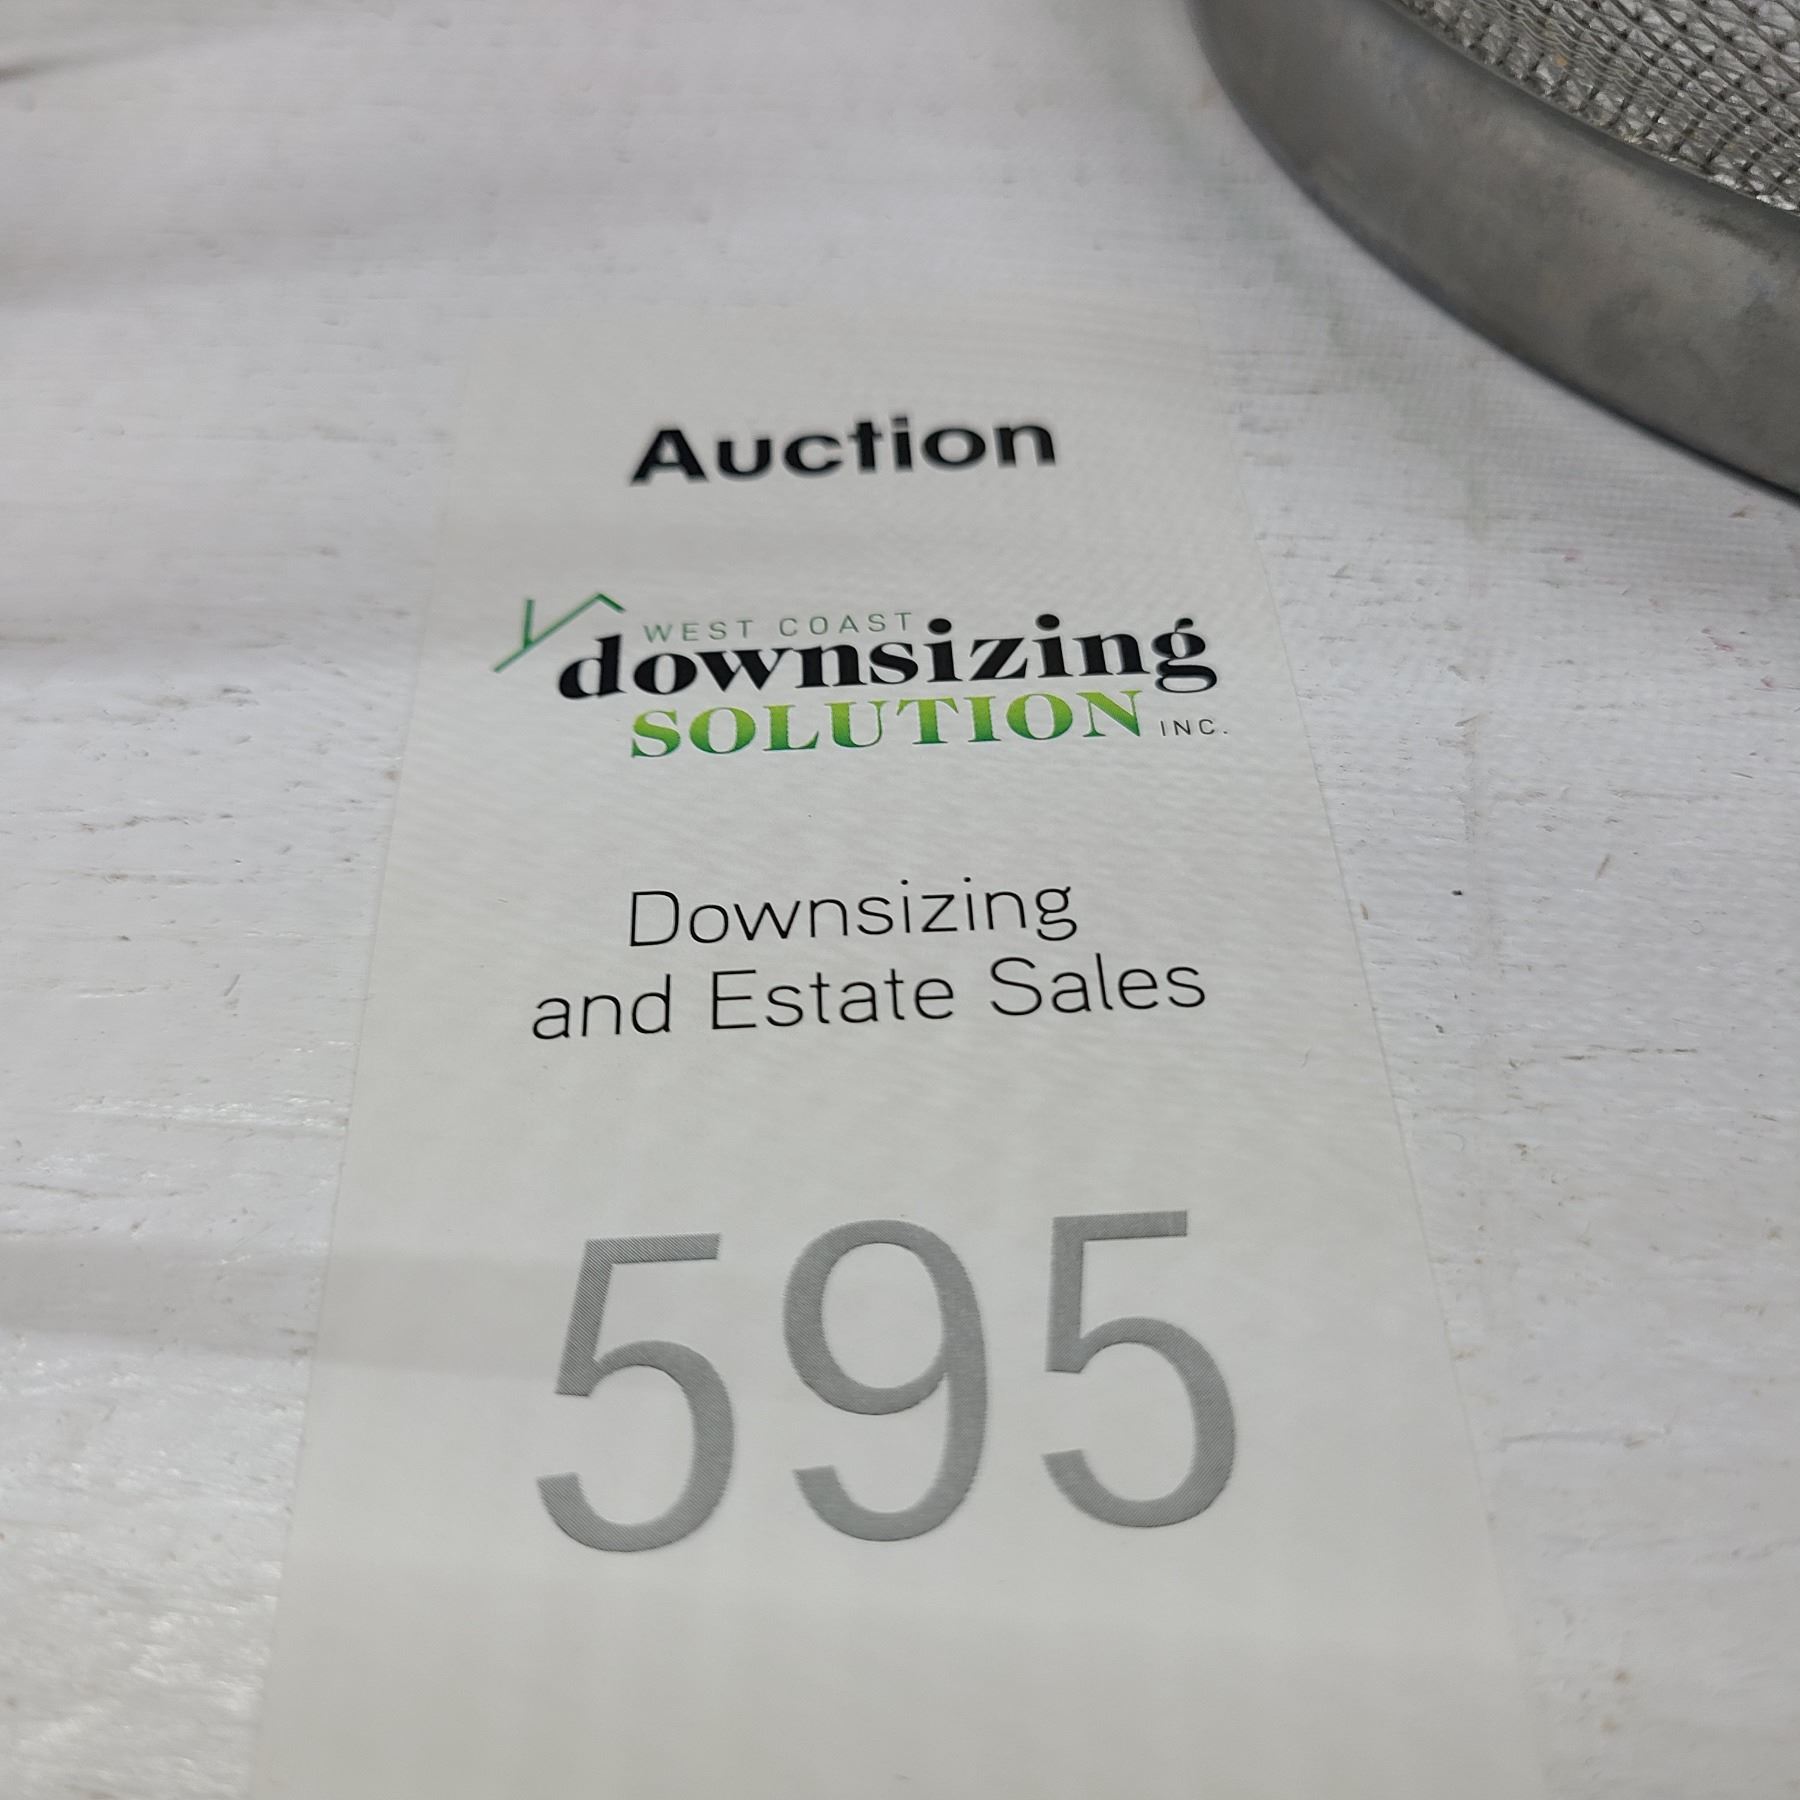 Auction
WEST COAST
downsizing
SOLUTION INC.
Downsizing
and Estate Sales
595